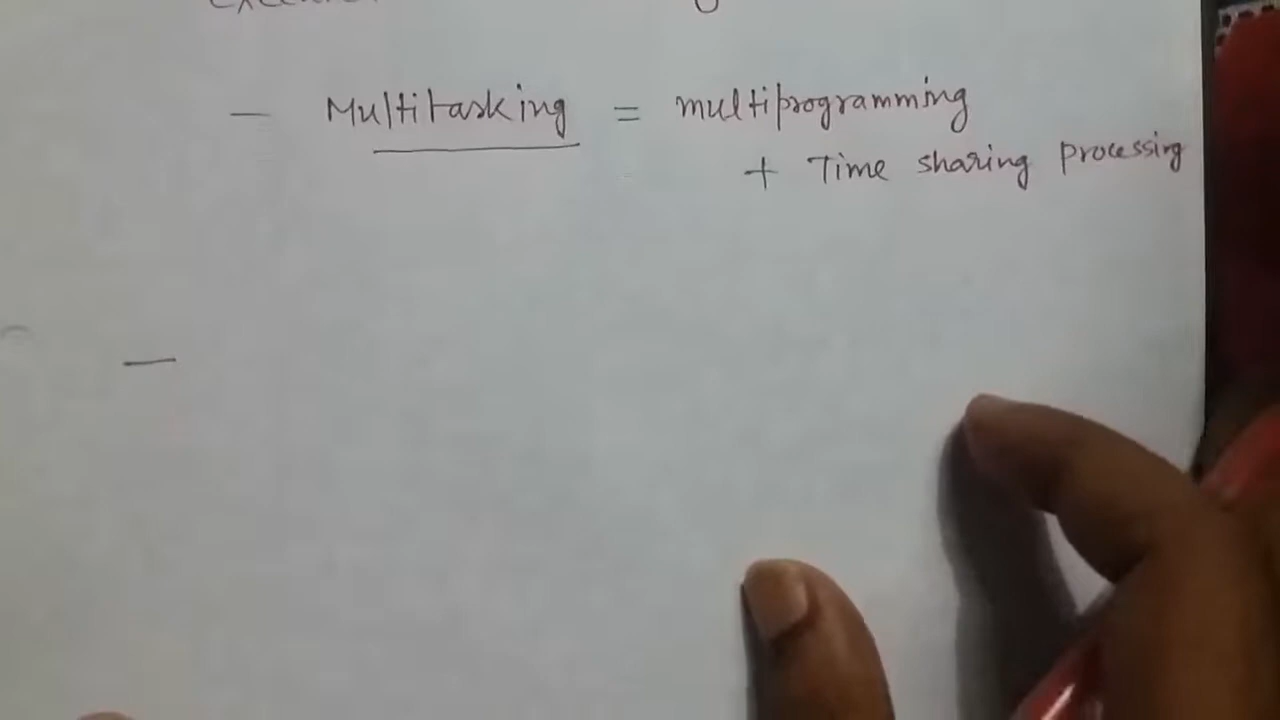 - Multitasking = multiprogramming
+ Time sharing processing
-